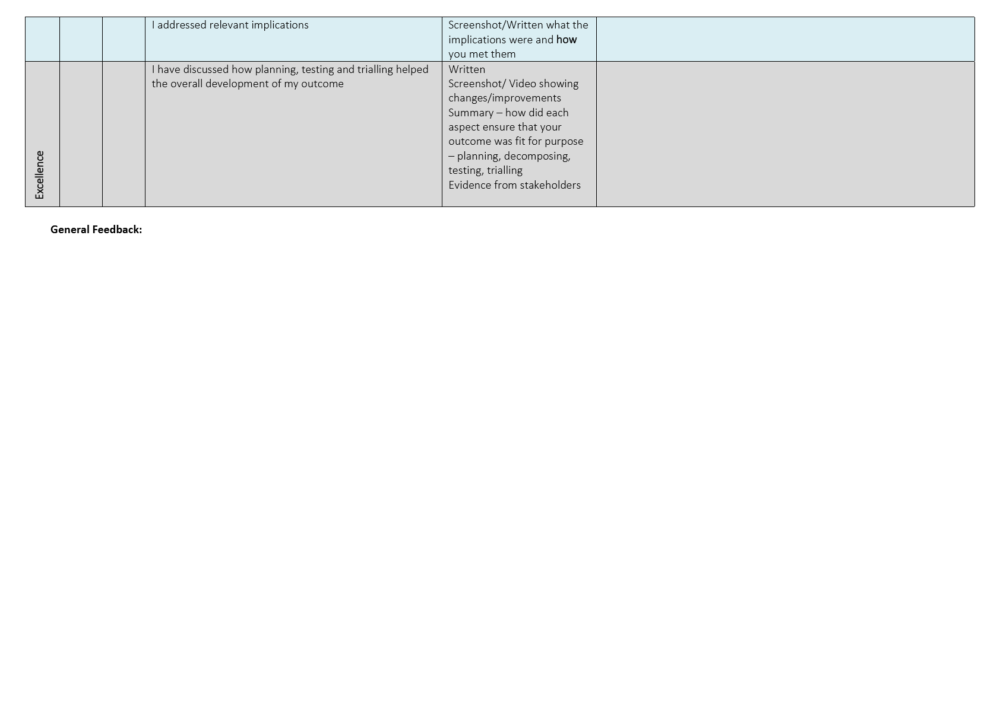 I addressed relevant implications
Screenshot/Written what the
implications were and how
you met them
Excellence
I have discussed how planning, testing and trialling helped
the overall development of my outcome
Written
Screenshot/ Video showing
changes/improvements
Summary – how did each
aspect ensure that your
outcome was fit for purpose
– planning, decomposing,
testing, trialling
Evidence from stakeholders
General Feedback: